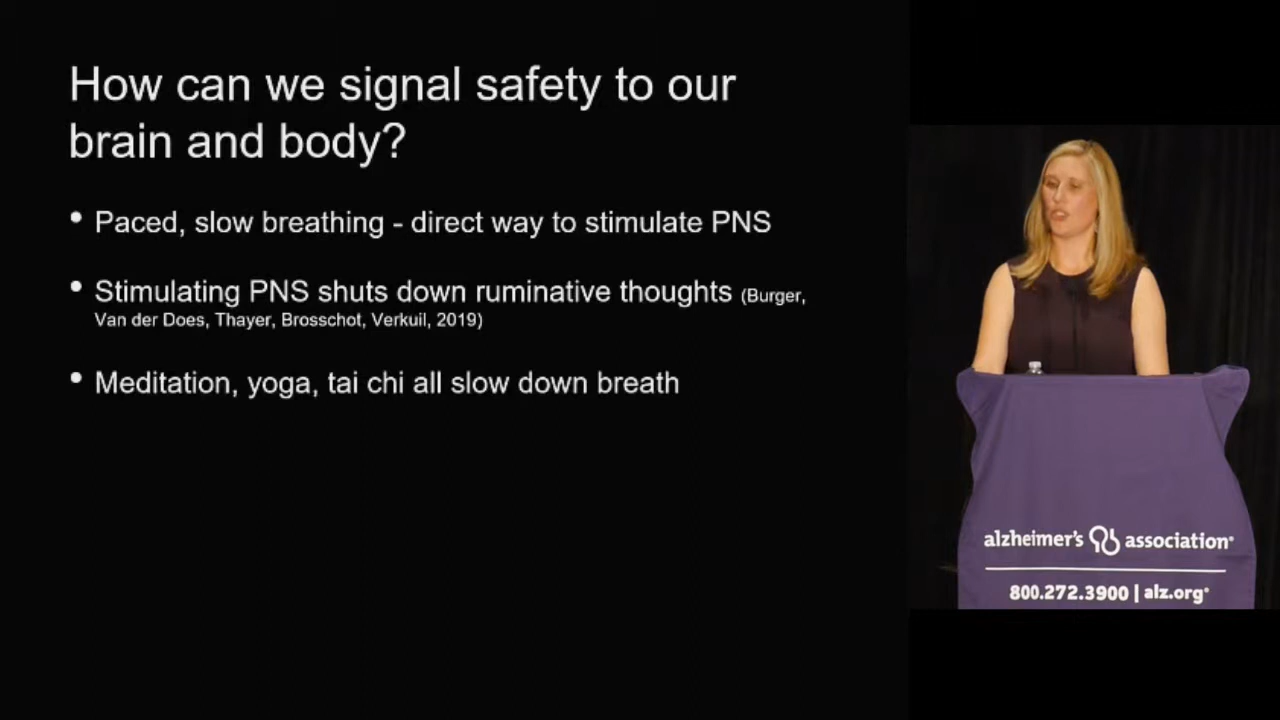 How can we signal safety to our
brain and body?
• Paced, slow breathing - direct way to stimulate PNS
• Stimulating PNS shuts down ruminative thoughts (Burger,
Van der Does, Thayer, Brosschot, Verkuil, 2019)
• Meditation, yoga, tai chi all slow down breath
alzheimer's association®
800.272.3900 | alz.org®